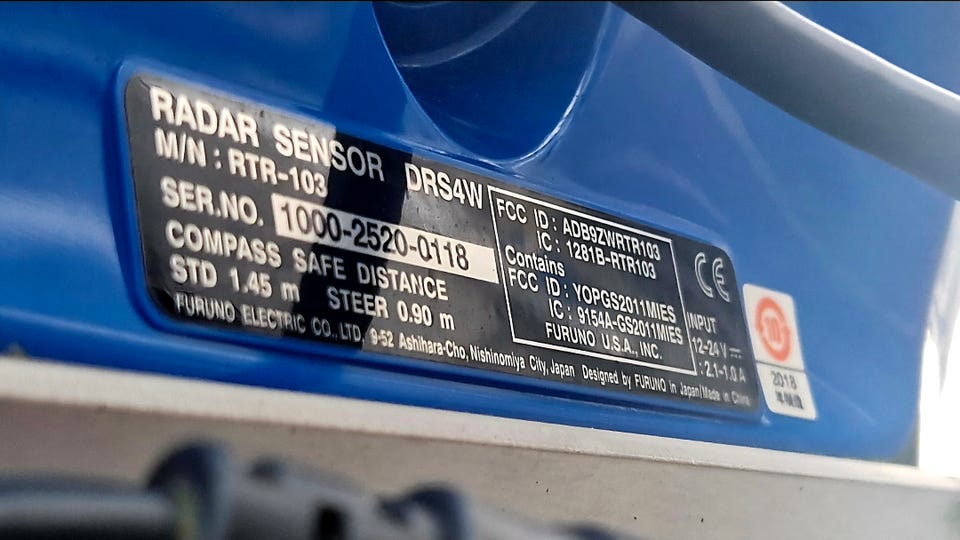 RADAR SENSOR DRS4W
M/N : RTR-103
SER.NO. 1000-2520-0118
COMPASS SAFE DISTANCE
STD 1.45 m STEER 0.90 m
FURUNO ELECTRIC CO., LTD. 9-52 Ashihara-Cho, Nishinomiya City, Japan Designed by FURUNO in Japan/Made in China
FCC ID : ADB9ZWRTR103
IC : 1281B-RTR103
Contains
FCC ID : YOPGS2011MIES
IC : 9154A-GS2011MIES
FURUNO U.S.A., INC.
CE
INPUT
12-24 V
: 2.1-1.0 A
10
2018